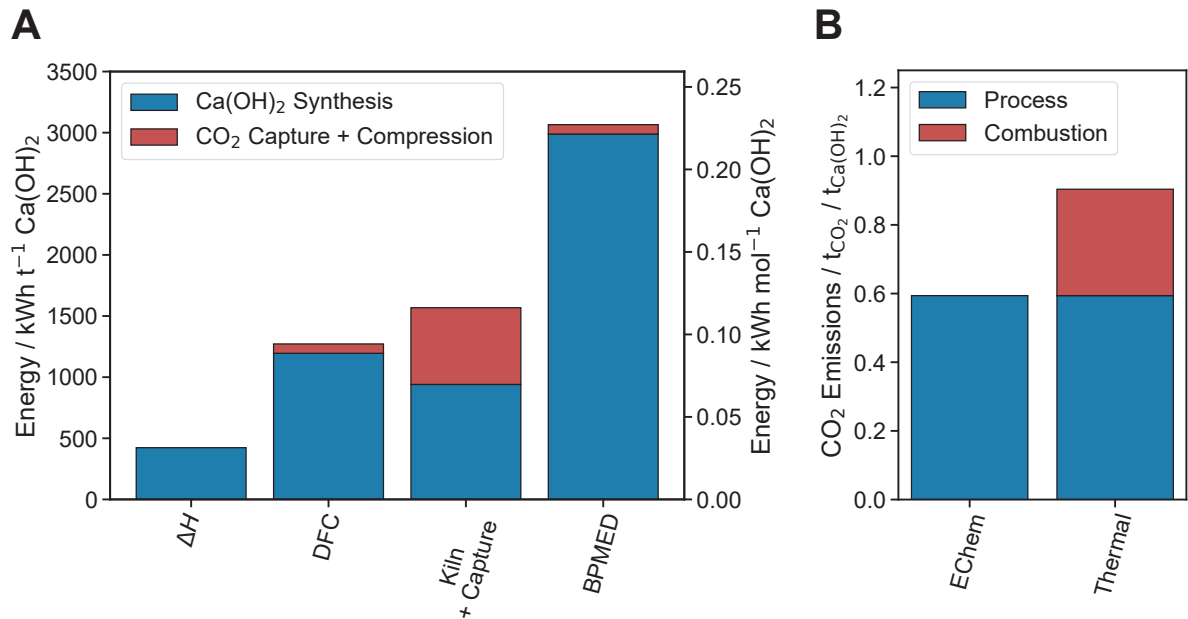 A
Energy / kWh t⁻¹ Ca(OH)₂
3500
3000
2500
2000
1500
1000
500
0
Ca(OH)₂ Synthesis
CO₂ Capture + Compression
0.25
0.20
0.15
0.10
0.05
0.00
Energy / kWh mol⁻¹ Ca(OH)₂
ΔH
DFC
Kiln
+ Capture
BPMED
B
CO₂ Emissions / t_CO₂ / t_Ca(OH)₂
1.2
1.0
0.8
0.6
0.4
0.2
0.0
Process
Combustion
EChem
Thermal